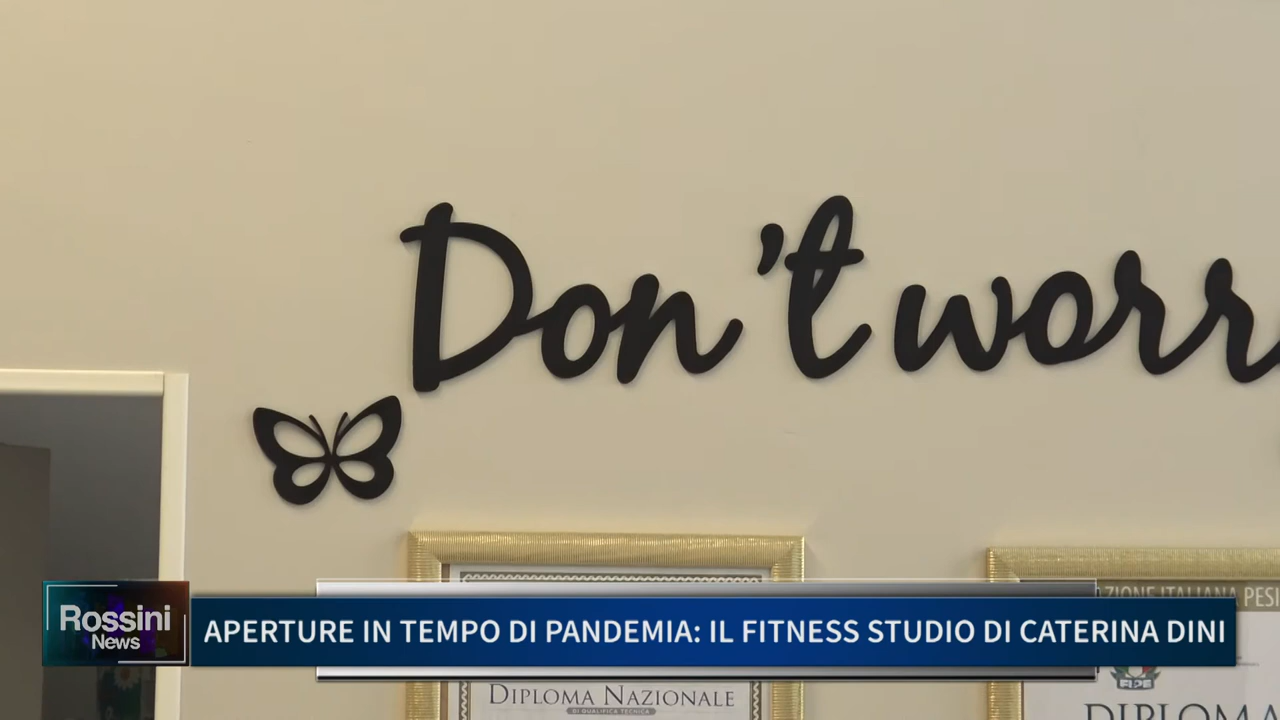 Don't worr
ZIONE ITALIANA PESI
Rossini
News
APERTURE IN TEMPO DI PANDEMIA: IL FITNESS STUDIO DI CATERINA DINI
FIPE
DIPLOMA NAZIONALE
DI QUALIFICA TECNICA
DIPLOMA